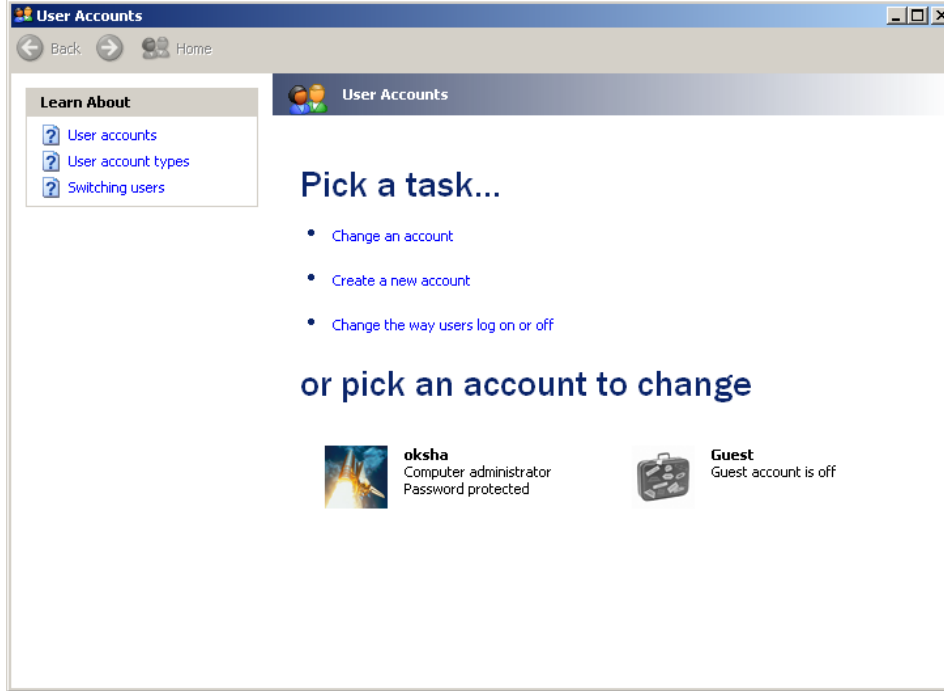 User Accounts
Back Home
Learn About
User accounts
User account types
Switching users
User Accounts
Pick a task...
Change an account
Create a new account
Change the way users log on or off
or pick an account to change
oksha
Computer administrator
Password protected
Guest
Guest account is off